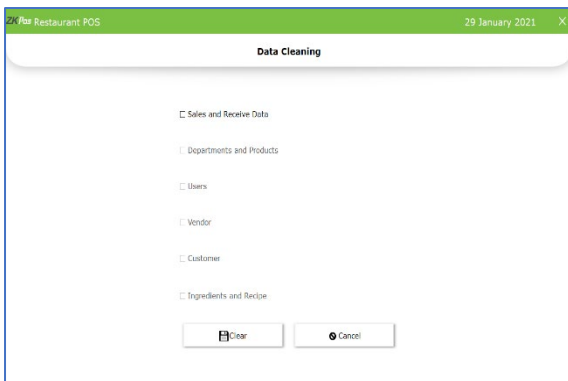 ZKPos Restaurant POS 29 January 2021 X
Data Cleaning
Sales and Receive Data
Departments and Products
Users
Vendor
Customer
Ingredients and Recipe
Clear Cancel